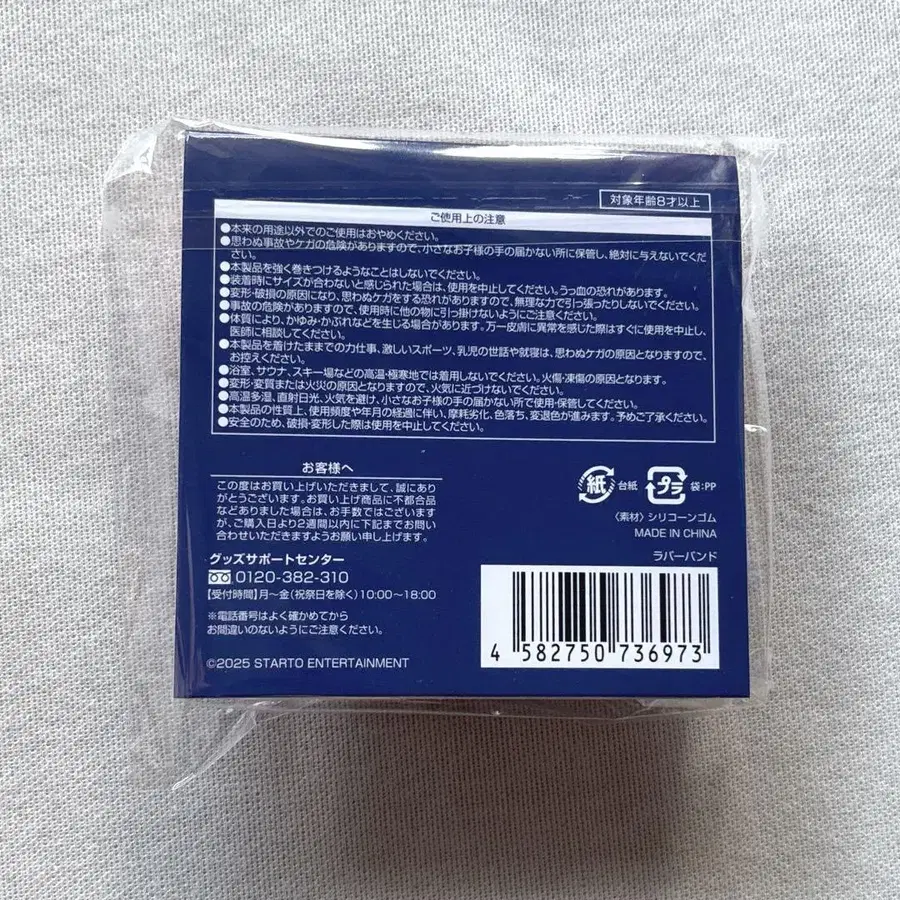 対象年齢8才以上
ご使用上の注意
●本来の用途以外でのご使用はおやめください。
●思わぬ事故やケガの危険がありますので、小さなお子様の手の届かない所に保管し、絶対に与えないでくだ
さい。
●本製品を強く巻きつけるようなことはしないでください。
●装着時にサイズが合わないと感じられた場合は、使用を中止してください。うっ血の恐れがあります。
●変形・破損の原因になり、思わぬケガをする恐れがありますので、無理な力で引っ張ったりしないでください。
●事故の危険がありますので、使用時に他の物に引っ掛けないようにご注意ください。
●体質により、かゆみ・かぶれなどを生じる場合があります。万一皮膚に異常を感じた際はすぐに使用を中止し、
医師に相談してください。
●本製品を着けたままでの力仕事、激しいスポーツ、乳児の世話や就寝は、思わぬケガの原因となりますので、
お控えください。
●浴室、サウナ、スキー場などの高温・極寒地では着用しないでください。火傷・凍傷の原因となります。
●変形・変質または火災の原因となりますので、火気に近づけないでください。
●高温多湿、直射日光、火気を避け、小さなお子様の手の届かない所で使用・保管してください。
●本製品の性質上、使用頻度や年月の経過に伴い、摩耗劣化、色落ち、変退色が進みます。予めご了承ください。
●安全のため、破損・変形した際は使用を中止してください。
お客様へ
この度はお買い上げいただきまして、誠にあり
がとうございます。お買い上げ商品に不都合品
などありました場合は、お手数ではございます
が、ご購入日より2週間以内に下記までお問い
合わせいただきますようお願い申し上げます。
グッズサポートセンター
0120-382-310
【受付時間】月～金(祝祭日を除く)10:00～18:00
※電話番号はよく確かめてから
お間違いのないようにご注意ください。
©2025 STARTO ENTERTAINMENT
紙 台紙 プラ 袋:PP
〈素材〉シリコーンゴム
MADE IN CHINA
ラバーバンド
4 582750 736973